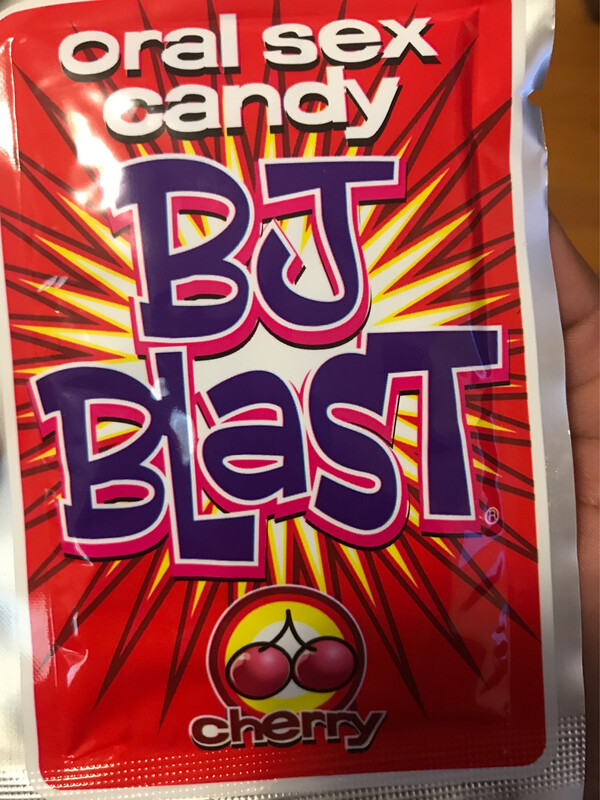 oral sex
candy
BJ
Blast
®
cherry